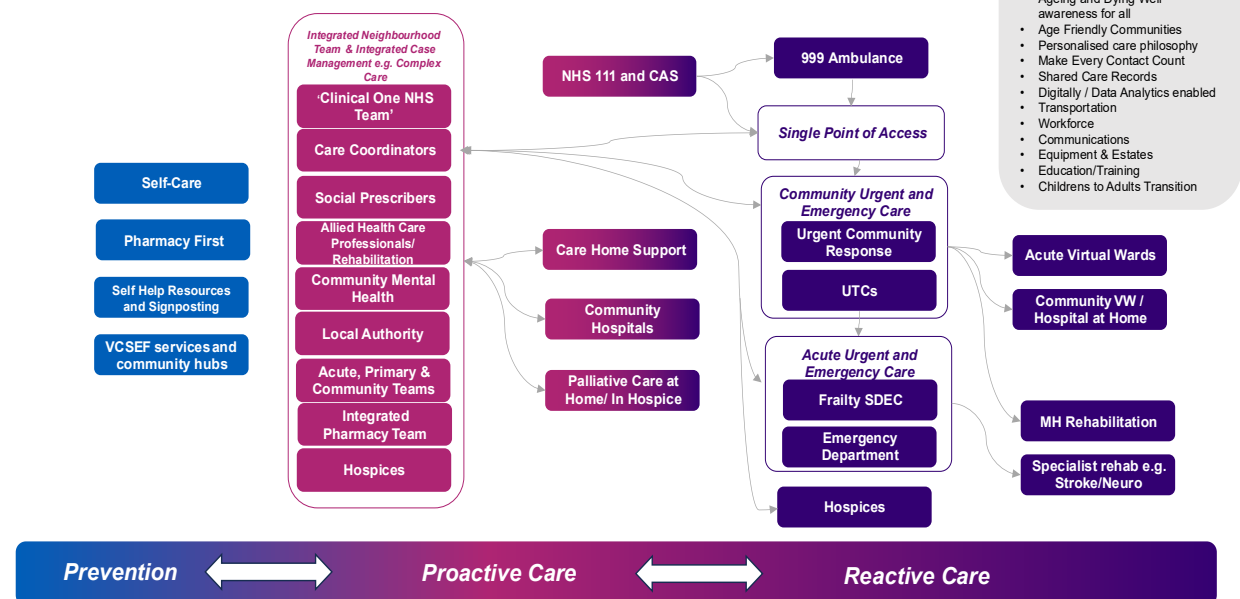 Integrated Neighbourhood
Team & Integrated Case
Management e.g. Complex
Care
'Clinical One NHS
Team'
Care Coordinators
Social Prescribers
Allied Health Care
Professionals/
Rehabilitation
Community Mental
Health
Local Authority
Acute, Primary &
Community Teams
Integrated
Pharmacy Team
Hospices
Self-Care
Pharmacy First
Self Help Resources
and Signposting
VCSEF services and
community hubs
NHS 111 and CAS
Care Home Support
Community
Hospitals
Palliative Care at
Home/ In Hospice
999 Ambulance
Single Point of Access
Community Urgent and
Emergency Care
Urgent Community
Response
UTCs
Acute Urgent and
Emergency Care
Frailty SDEC
Emergency
Department
Hospices
Ageing and Dying Well
awareness for all
• Age Friendly Communities
• Personalised care philosophy
• Make Every Contact Count
• Shared Care Records
• Digitally / Data Analytics enabled
• Transportation
• Workforce
• Communications
• Equipment & Estates
• Education/Training
• Childrens to Adults Transition
Acute Virtual Wards
Community VW /
Hospital at Home
MH Rehabilitation
Specialist rehab e.g.
Stroke/Neuro
Prevention
Proactive Care
Reactive Care